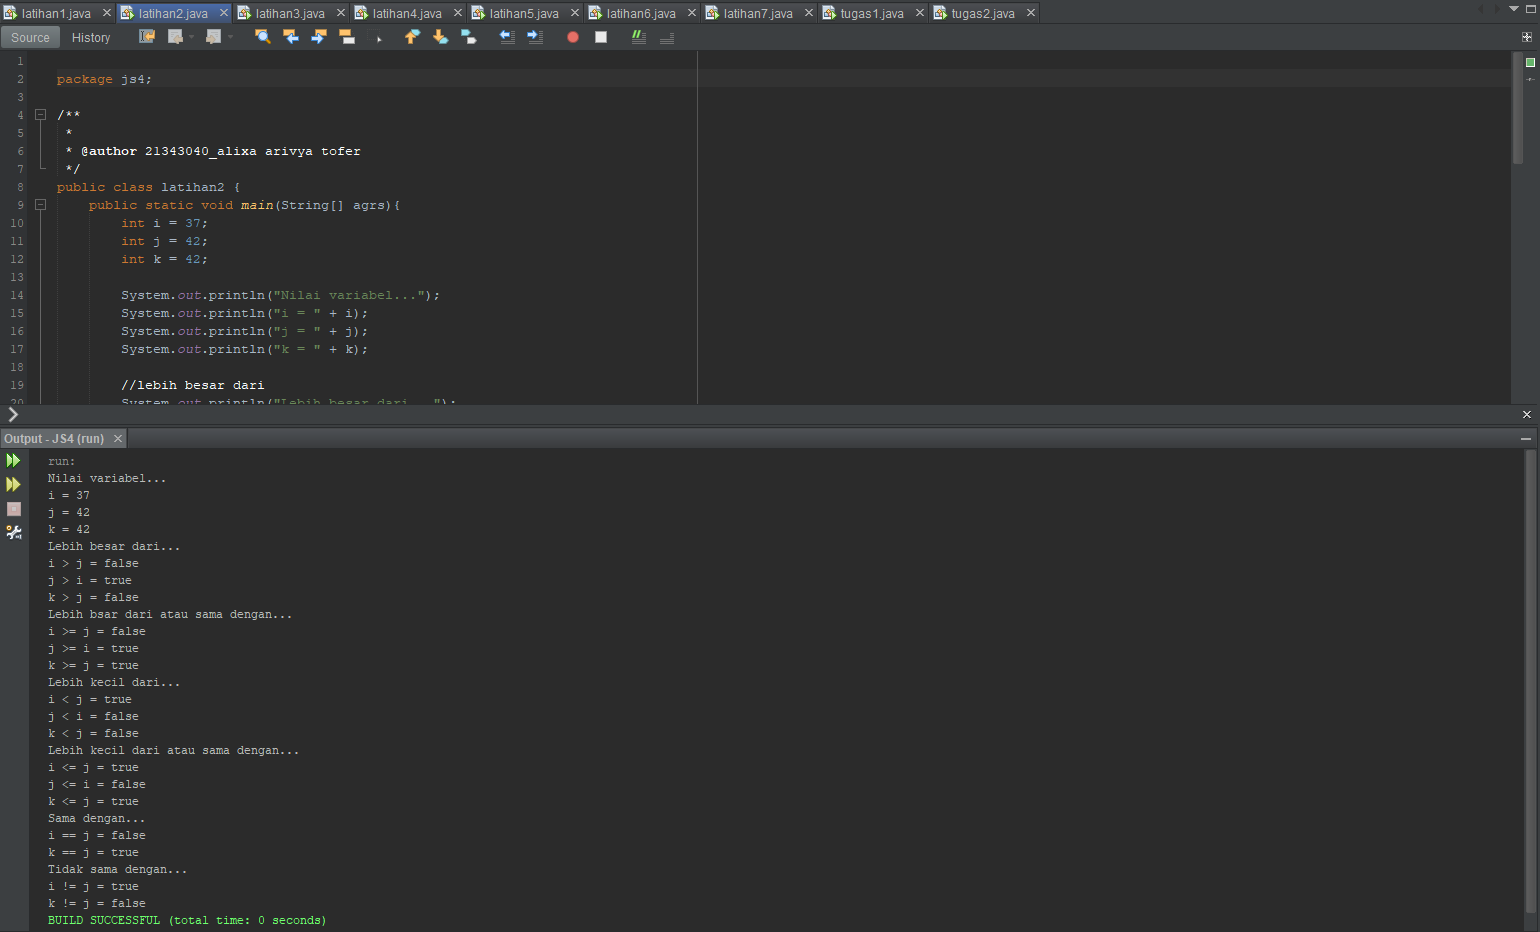 latihan1.java latihan2.java latihan3.java latihan4.java latihan5.java latihan6.java latihan7.java tugas1.java tugas2.java
Source History
1
2 package js4;
3
4 /**
5 *
6 * @author 21343040_alixa arivya tofer
7 */
8 public class latihan2 {
9 public static void main(String[] agrs){
10 int i = 37;
11 int j = 42;
12 int k = 42;
13
14 System.out.println("Nilai variabel...");
15 System.out.println("i = " + i);
16 System.out.println("j = " + j);
17 System.out.println("k = " + k);
18
19 //lebih besar dari
20 System.out.println("Lebih besar dari...");
Output - JS4 (run)
run:
Nilai variabel...
i = 37
j = 42
k = 42
Lebih besar dari...
i > j = false
j > i = true
k > j = false
Lebih bsar dari atau sama dengan...
i >= j = false
j >= i = true
k >= j = true
Lebih kecil dari...
i < j = true
j < i = false
k < j = false
Lebih kecil dari atau sama dengan...
i <= j = true
j <= i = false
k <= j = true
Sama dengan...
i == j = false
k == j = true
Tidak sama dengan...
i != j = true
k != j = false
BUILD SUCCESSFUL (total time: 0 seconds)